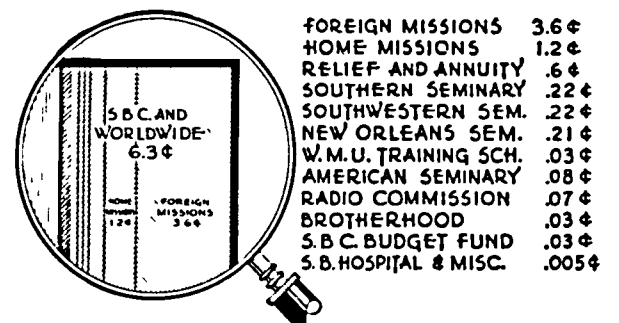 S B C. AND
WORLDWIDE
6.3¢
HOME
MISSIONS
1.2¢
FOREIGN
MISSIONS
3.6¢
FOREIGN MISSIONS 3.6¢
HOME MISSIONS 1.2¢
RELIEF AND ANNUITY .6¢
SOUTHERN SEMINARY .22¢
SOUTHWESTERN SEM. .22¢
NEW ORLEANS SEM. .21¢
W.M.U. TRAINING SCH. .03¢
AMERICAN SEMINARY .08¢
RADIO COMMISSION .07¢
BROTHERHOOD .03¢
S.B C. BUDGET FUND .03¢
S.B. HOSPITAL & MISC. .005¢